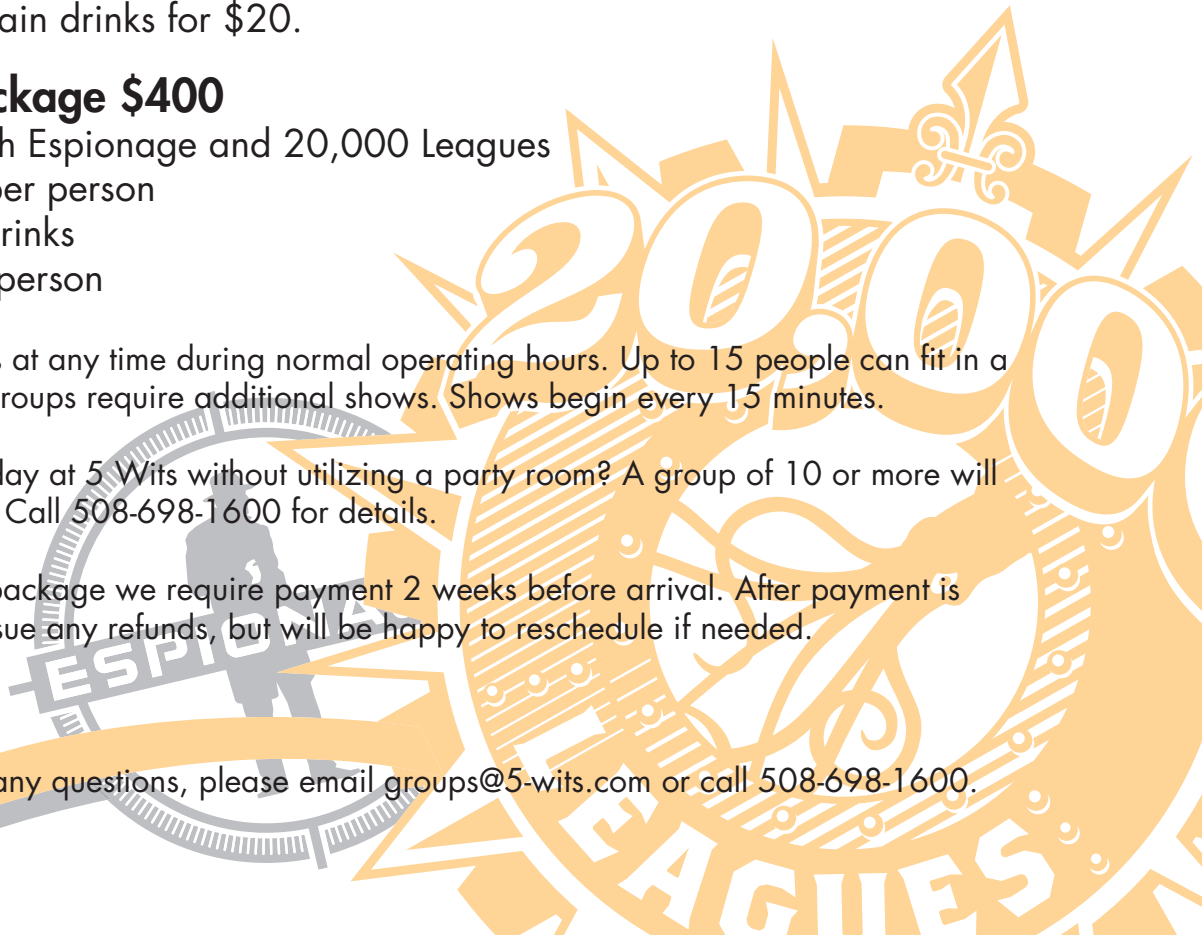 ain drinks for $20.
ckage $400
h Espionage and 20,000 Leagues
per person
rinks
person
s at any time during normal operating hours. Up to 15 people can fit in a
roups require additional shows. Shows begin every 15 minutes.
lay at 5 Wits without utilizing a party room? A group of 10 or more will
Call 508-698-1600 for details.
package we require payment 2 weeks before arrival. After payment is
sue any refunds, but will be happy to reschedule if needed.
any questions, please email groups@5-wits.com or call 508-698-1600.
20,00
ESPIONA
LEAGUES